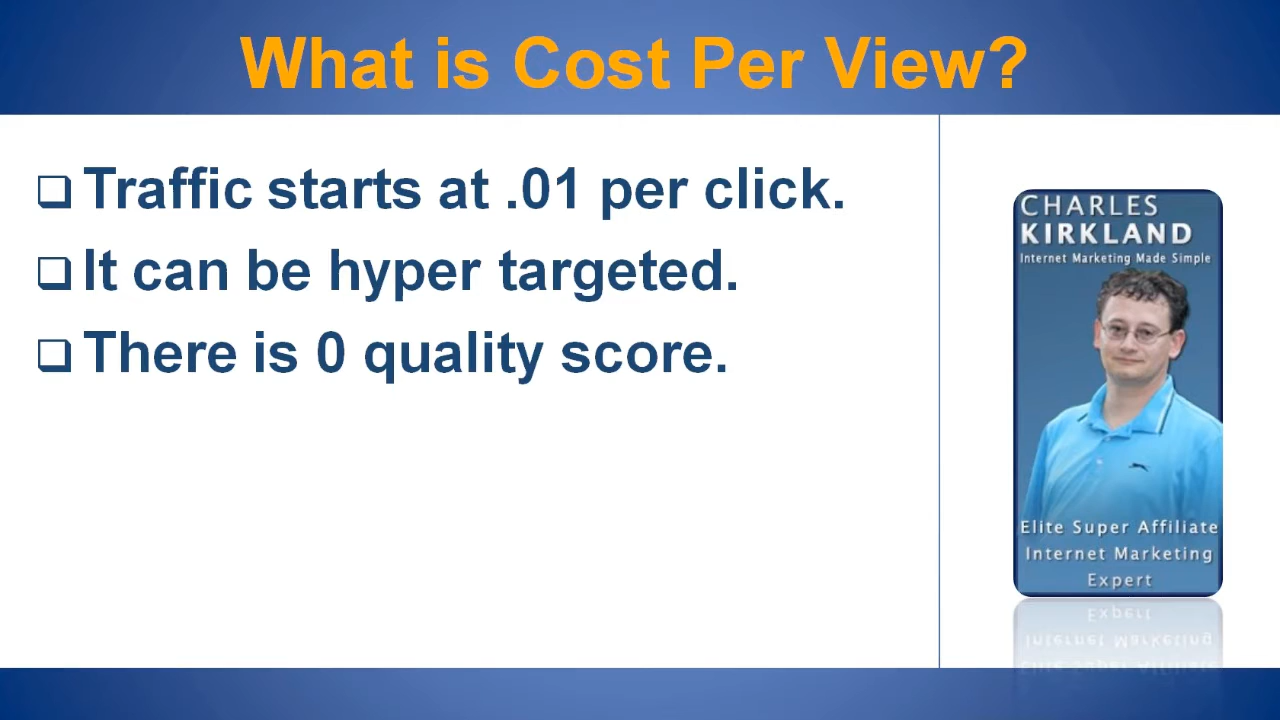 What is Cost Per View?
Traffic starts at .01 per click.
It can be hyper targeted.
There is 0 quality score.
CHARLES
KIRKLAND
Internet Marketing Made Simple
Elite Super Affiliate
Internet Marketing
Expert